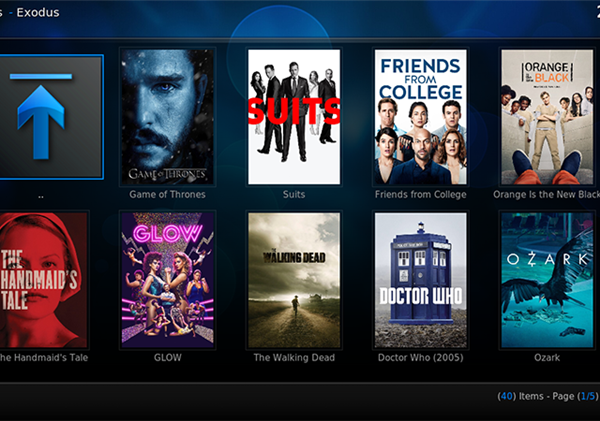 s - Exodus
2
GAME OF THRONES
SUITS
FRIENDS
FROM
COLLEGE
ORANGE
IS THE NEW
BLACK
..
Game of Thrones
Suits
Friends from College
Orange Is the New Black
THE
HANDMAID'S
TALE
GLOW
THE
WALKING DEAD
POLICE BOX
DOCTOR WHO
OZARK
he Handmaid's Tale
GLOW
The Walking Dead
Doctor Who (2005)
Ozark
(40) Items - Page (1/5)